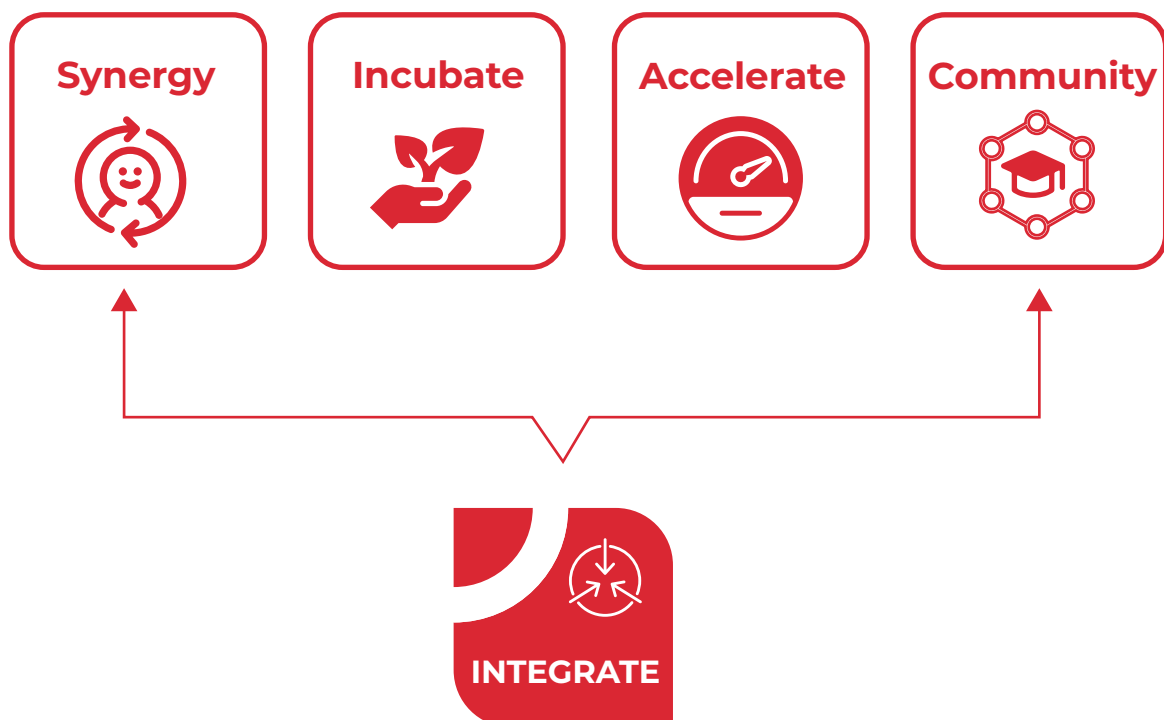 Synergy
Incubate
Accelerate
Community
INTEGRATE